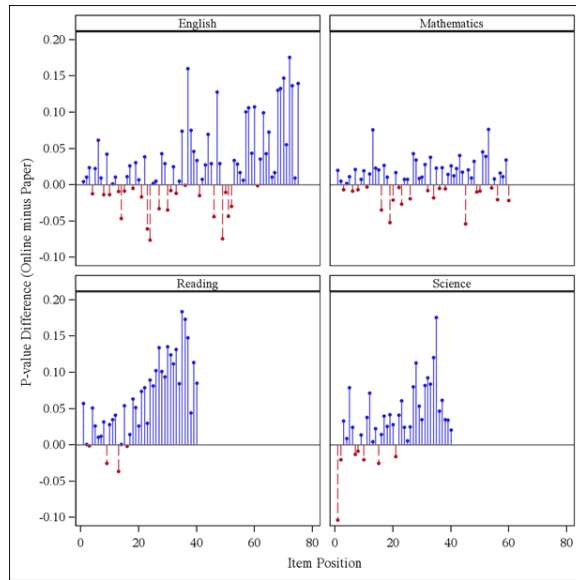 English
Mathematics
0.20
0.15
0.10
0.05
0.00
-0.05
-0.10
Reading
Science
0.20
0.15
0.10
0.05
0.00
-0.05
-0.10
0 20 40 60 80
0 20 40 60 80
P-value Difference (Online minus Paper)
Item Position